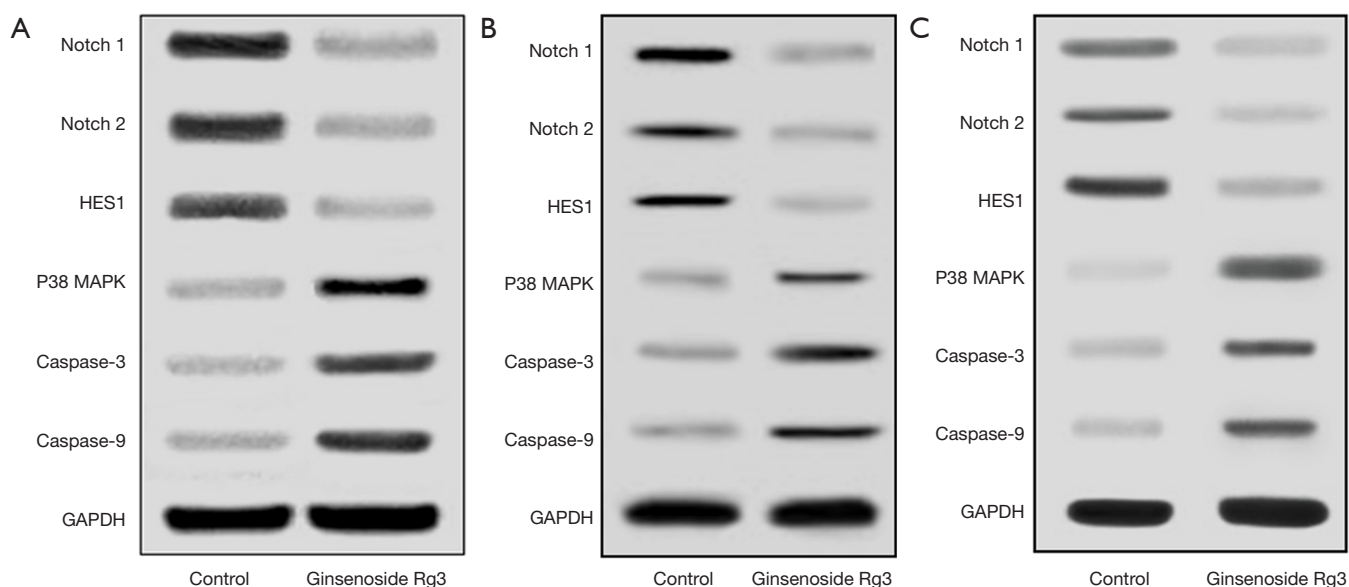 A
Notch 1
Notch 2
HES1
P38 MAPK
Caspase-3
Caspase-9
GAPDH
Control Ginsenoside Rg3
B
Notch 1
Notch 2
HES1
P38 MAPK
Caspase-3
Caspase-9
GAPDH
Control Ginsenoside Rg3
C
Notch 1
Notch 2
HES1
P38 MAPK
Caspase-3
Caspase-9
GAPDH
Control Ginsenoside Rg3